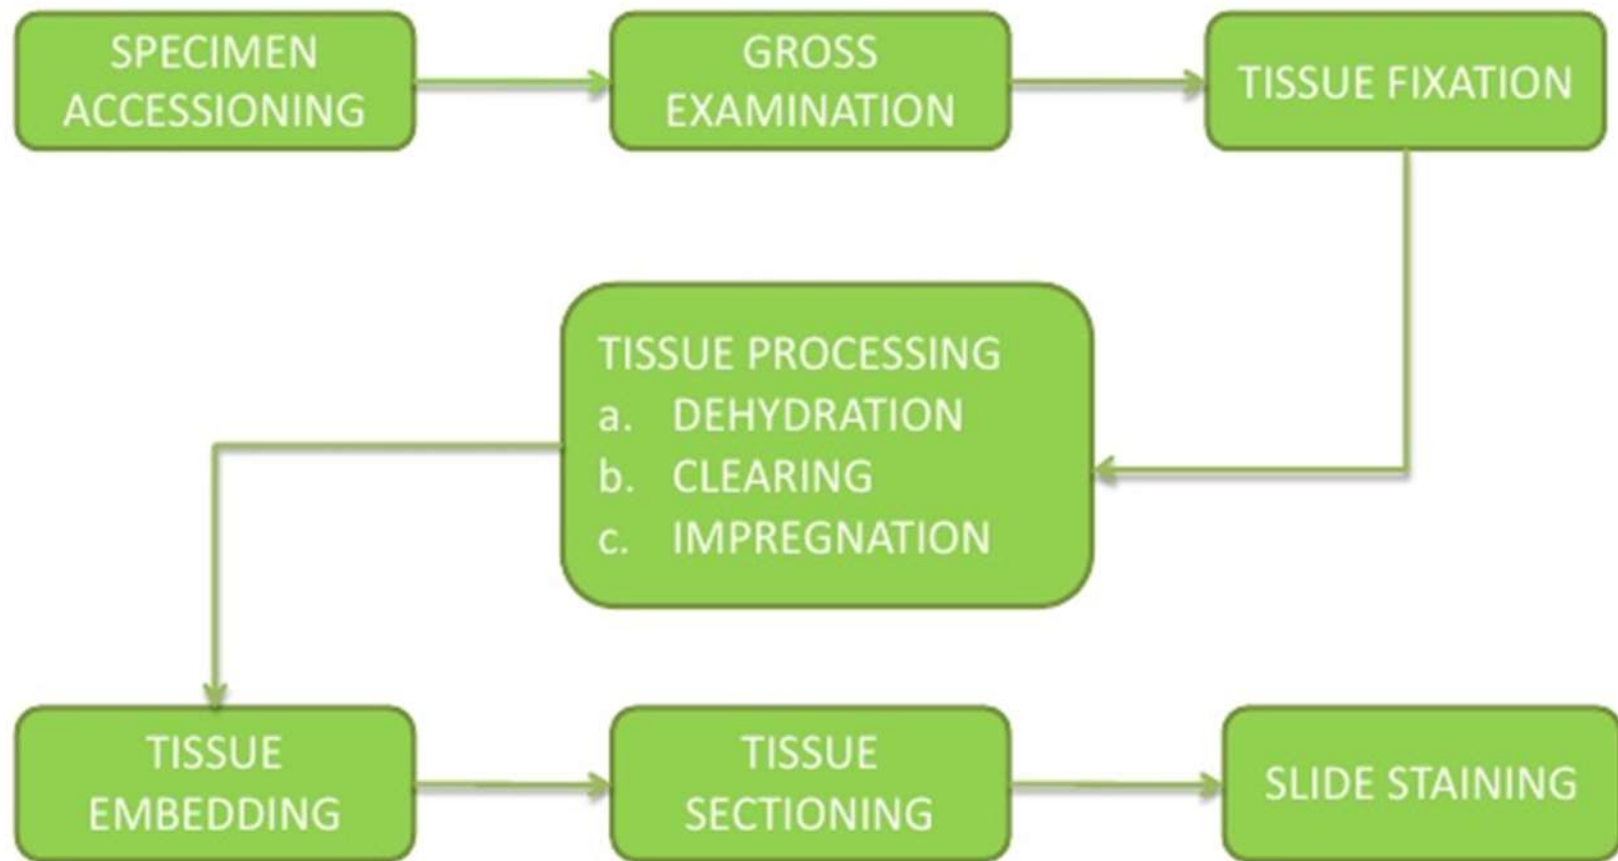 SPECIMEN
ACCESSIONING
GROSS
EXAMINATION
TISSUE FIXATION
TISSUE PROCESSING
a. DEHYDRATION
b. CLEARING
c. IMPREGNATION
TISSUE
EMBEDDING
TISSUE
SECTIONING
SLIDE STAINING